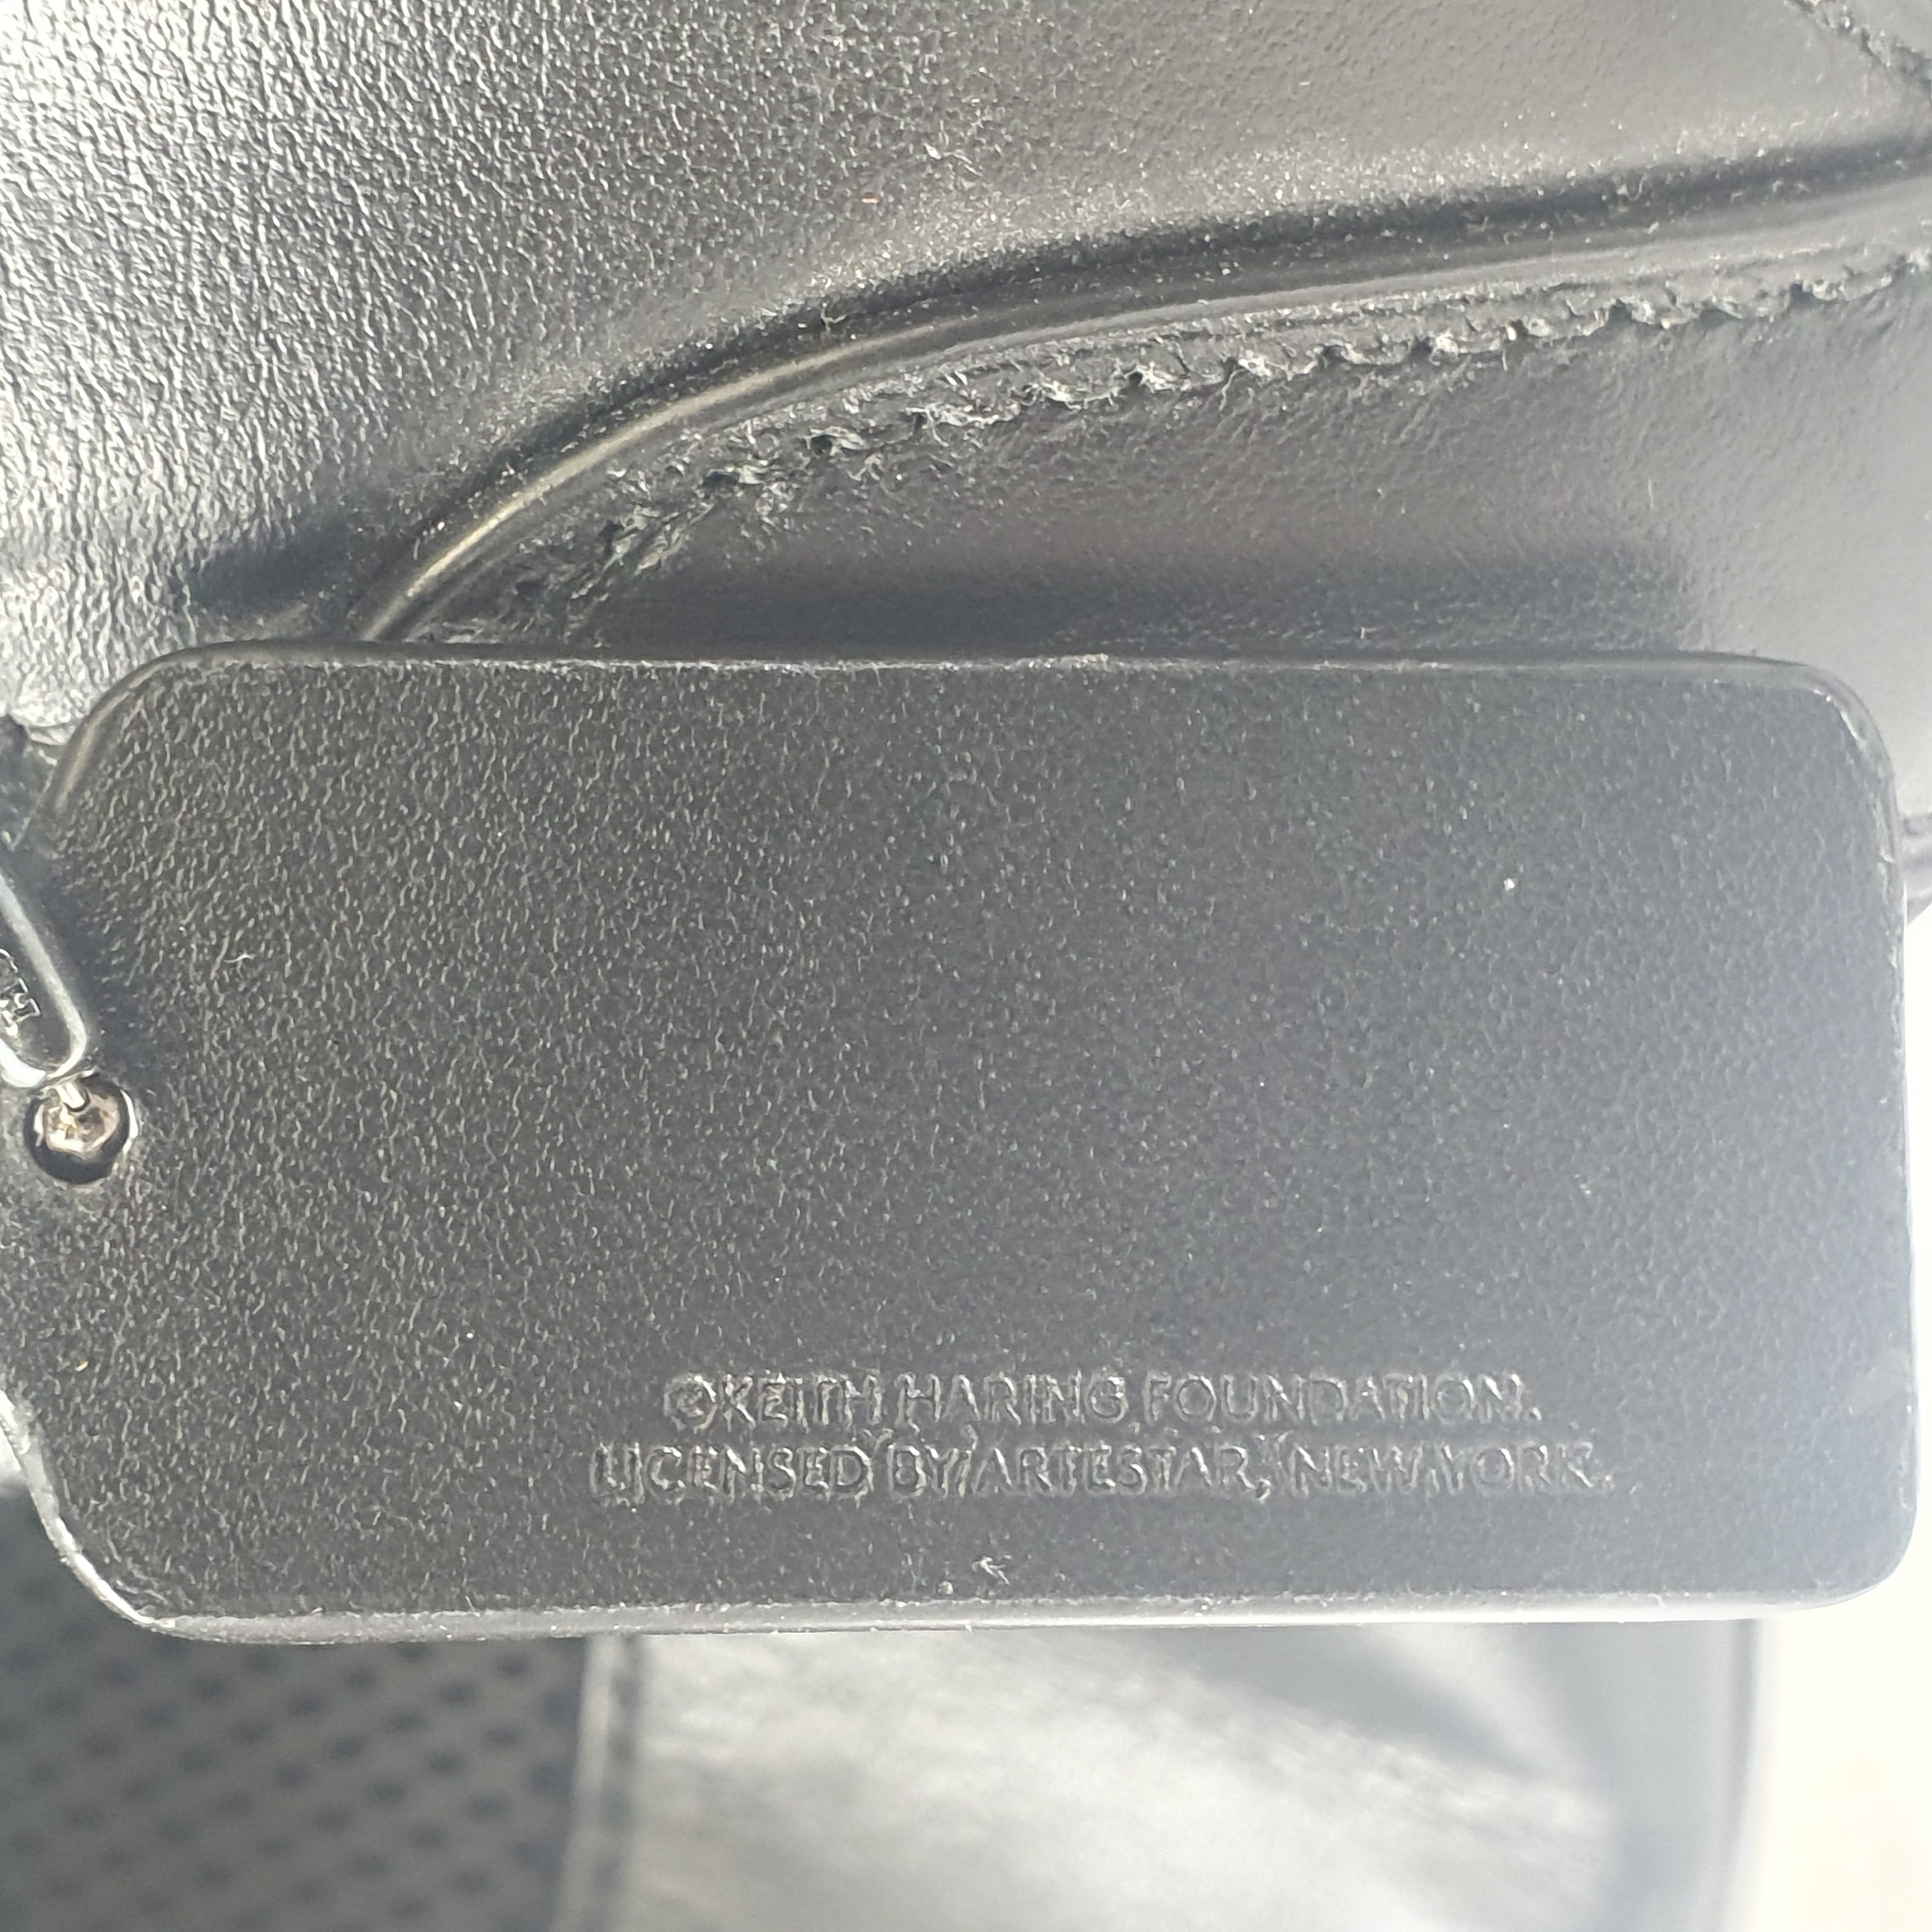 ©KEITH HARING FOUNDATION.
LICENSED BY ARTESTAR, NEW YORK.